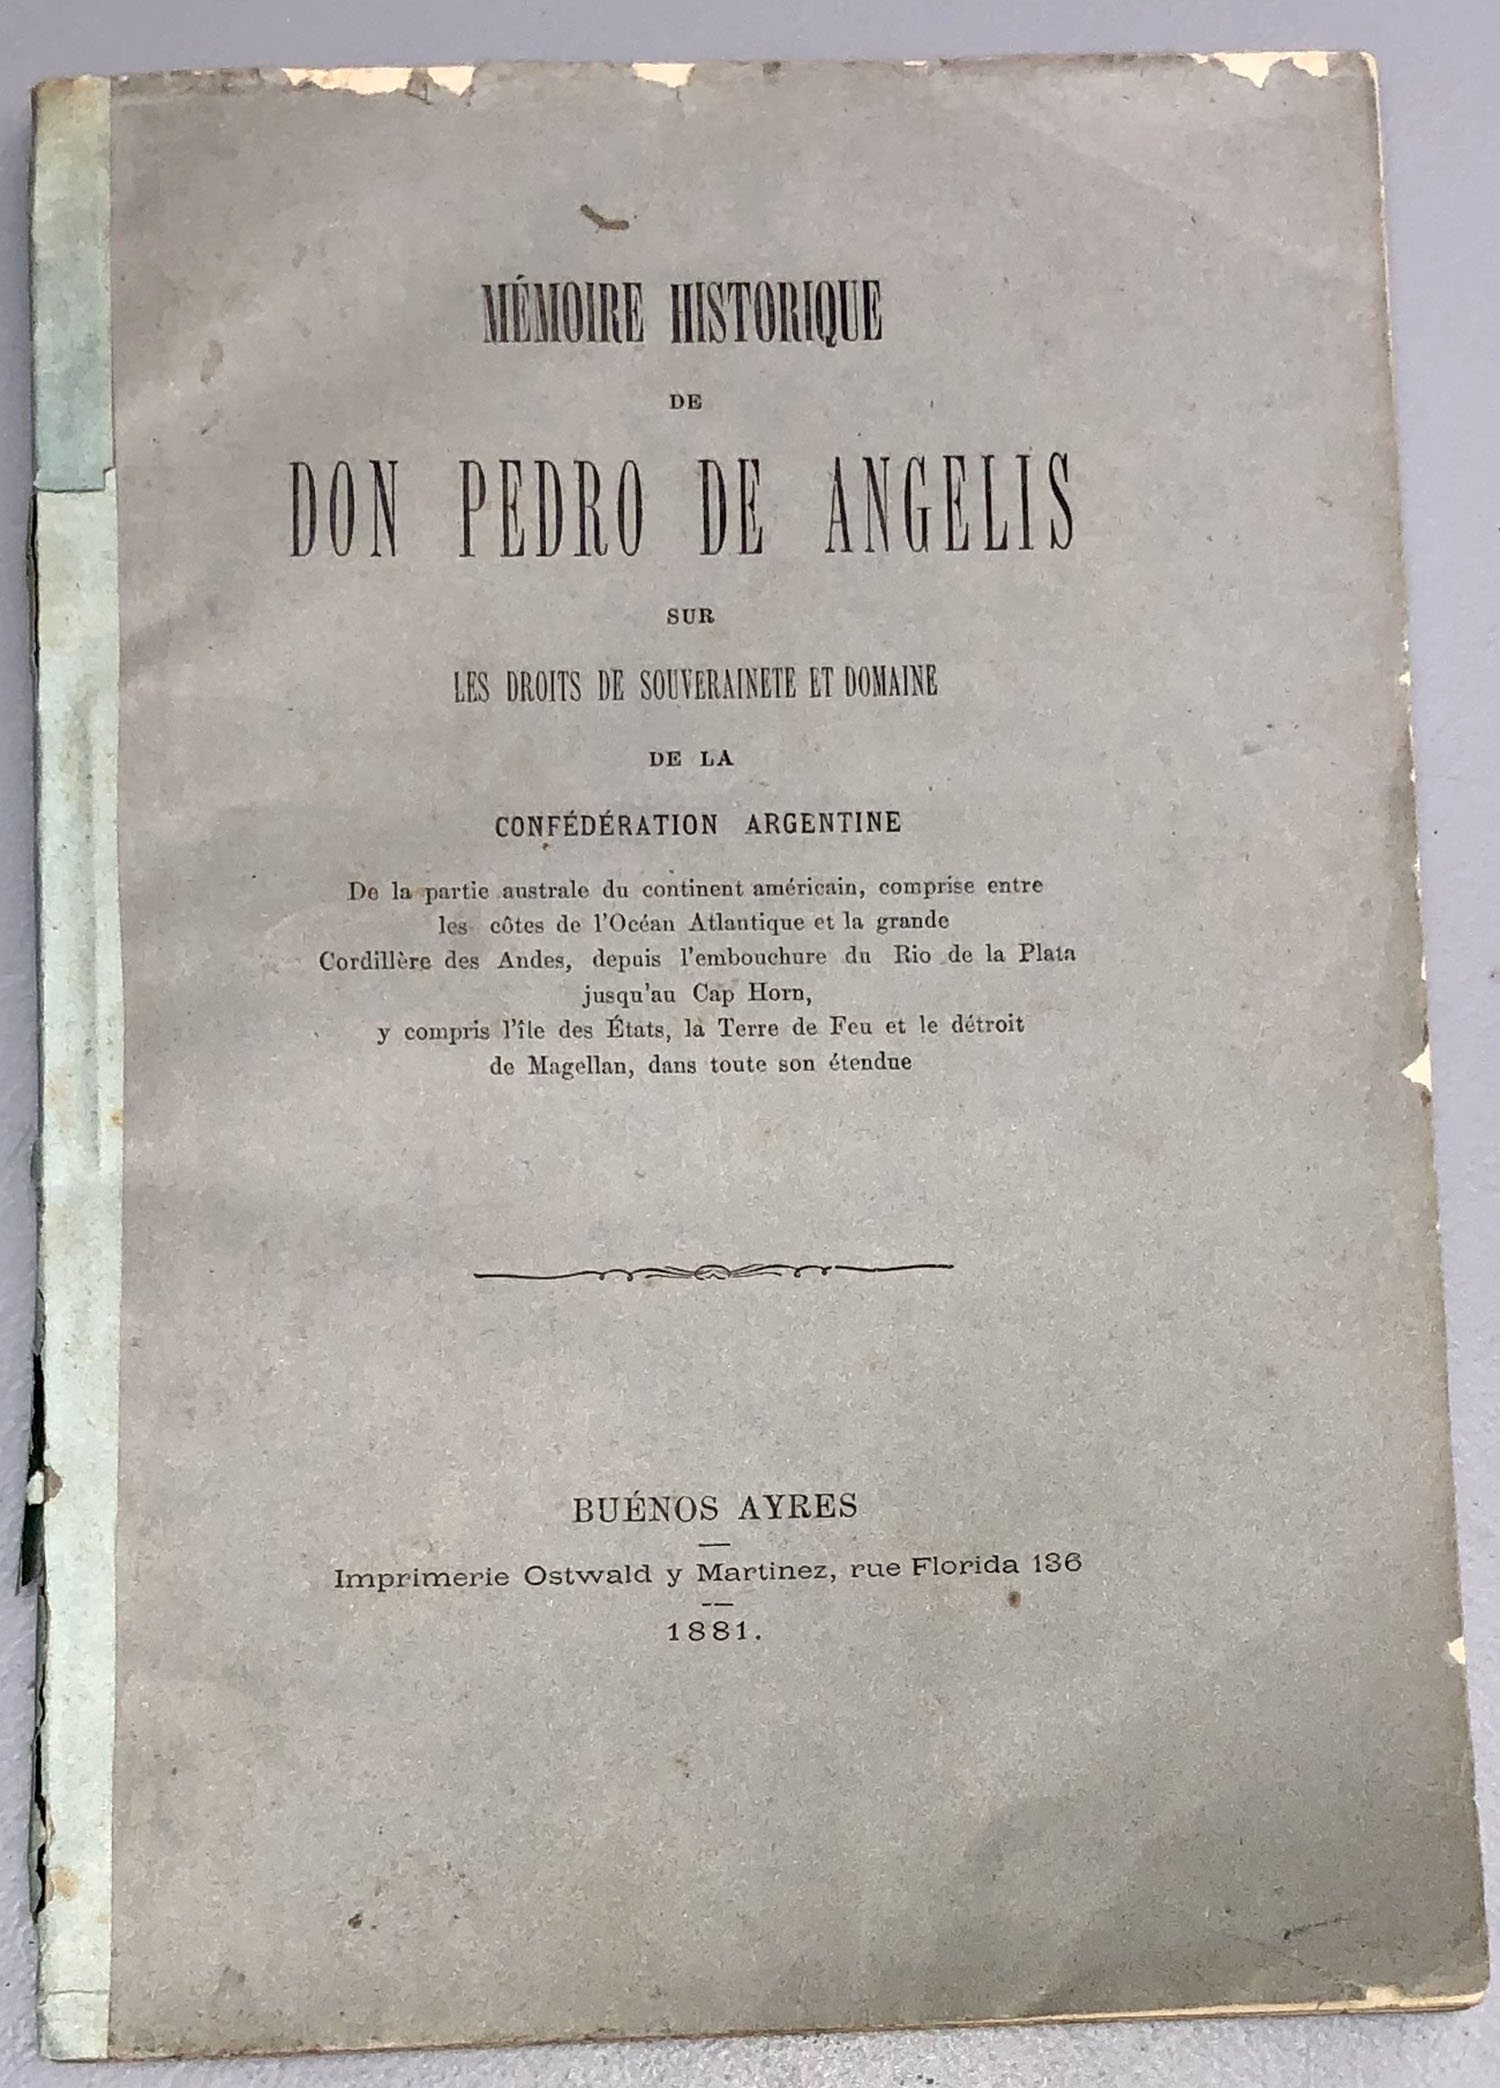 MÉMOIRE HISTORIQUE
DE
DON PEDRO DE ANGELIS
SUR
LES DROITS DE SOUVERAINETE ET DOMAINE
DE LA
CONFÉDÉRATION ARGENTINE
De la partie australe du continent américain, comprise entre
les côtes de l'Océan Atlantique et la grande
Cordillère des Andes, depuis l'embouchure du Rio de la Plata
jusqu'au Cap Horn,
y compris l'île des États, la Terre de Feu et le détroit
de Magellan, dans toute son étendue
BUÉNOS AYRES
Imprimerie Ostwald y Martinez, rue Florida 136
1881.